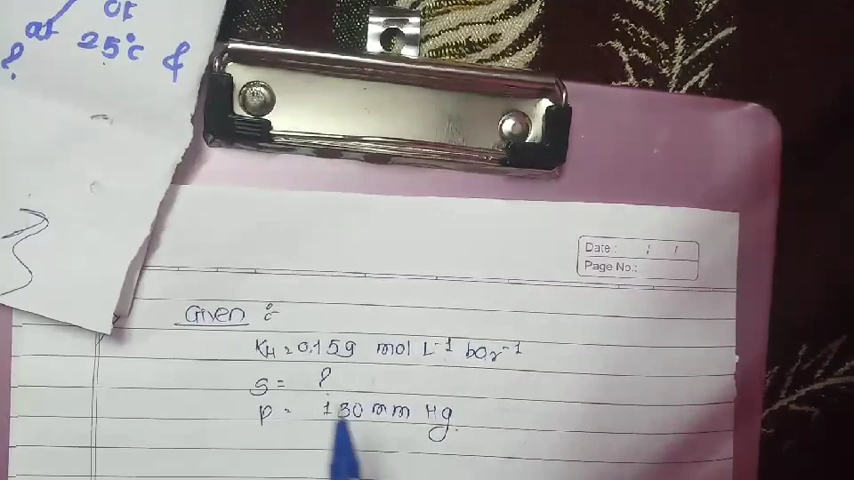 of
at 25°C &
?
Date : / /
Page No.:
Given :-
KH = 0.159 mol L-1 bar-1
S = ?
P = 130 mm Hg.